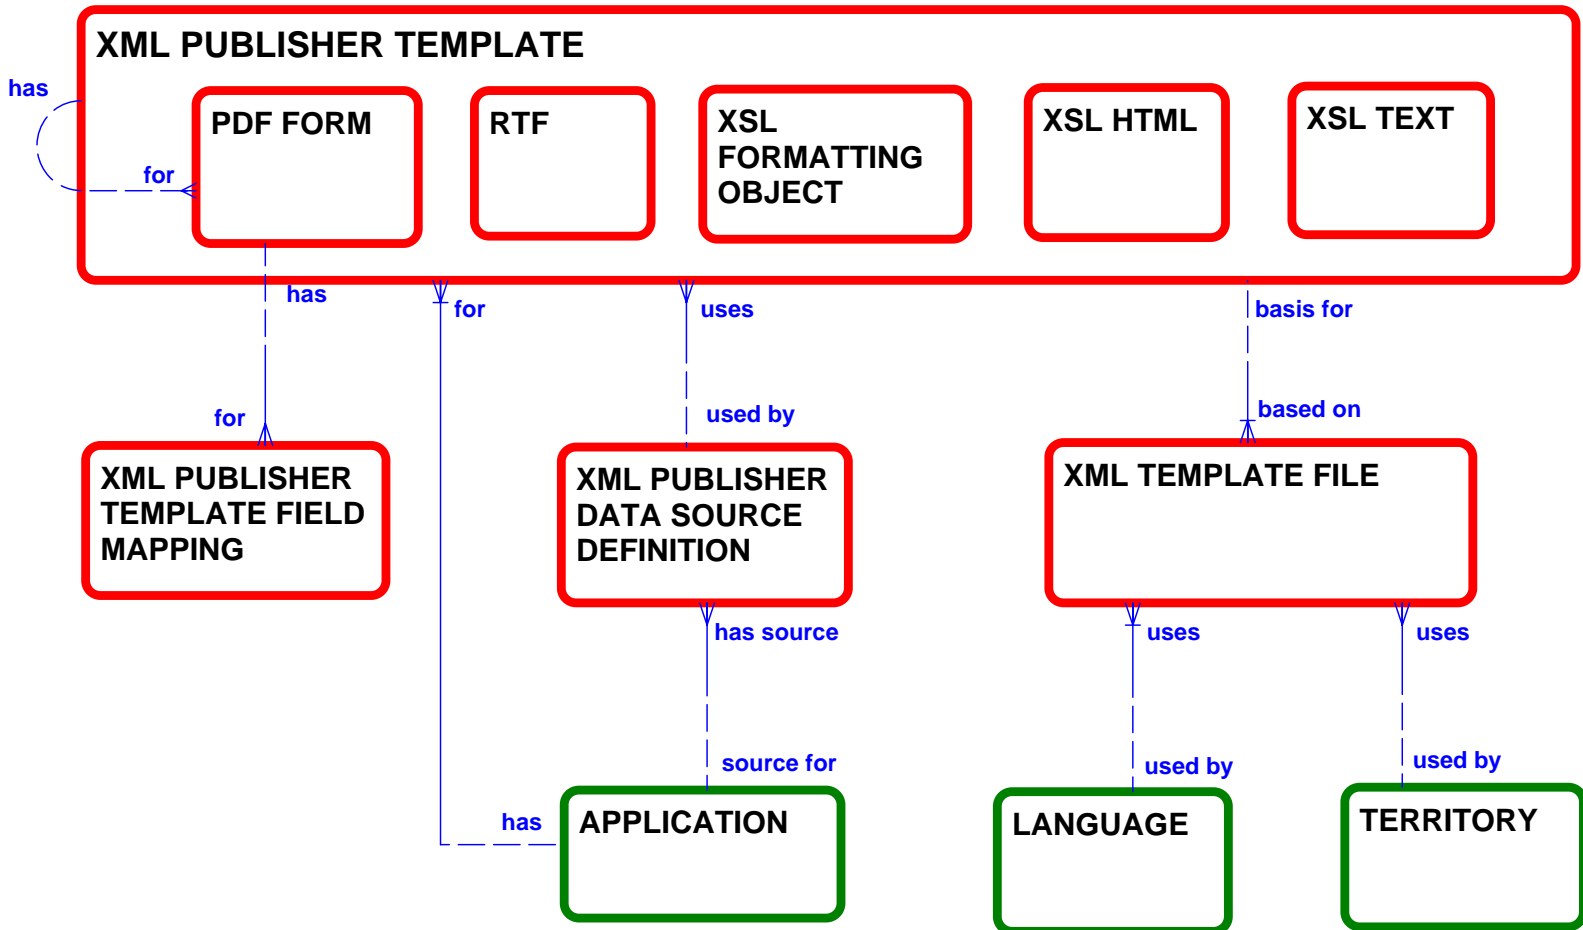 XML PUBLISHER TEMPLATE
has
PDF FORM
RTF
XSL
FORMATTING
OBJECT
XSL HTML
XSL TEXT
for
has
for
uses
basis for
for
used by
based on
XML PUBLISHER
TEMPLATE FIELD
MAPPING
XML PUBLISHER
DATA SOURCE
DEFINITION
XML TEMPLATE FILE
has source
uses
uses
source for
used by
used by
has
APPLICATION
LANGUAGE
TERRITORY